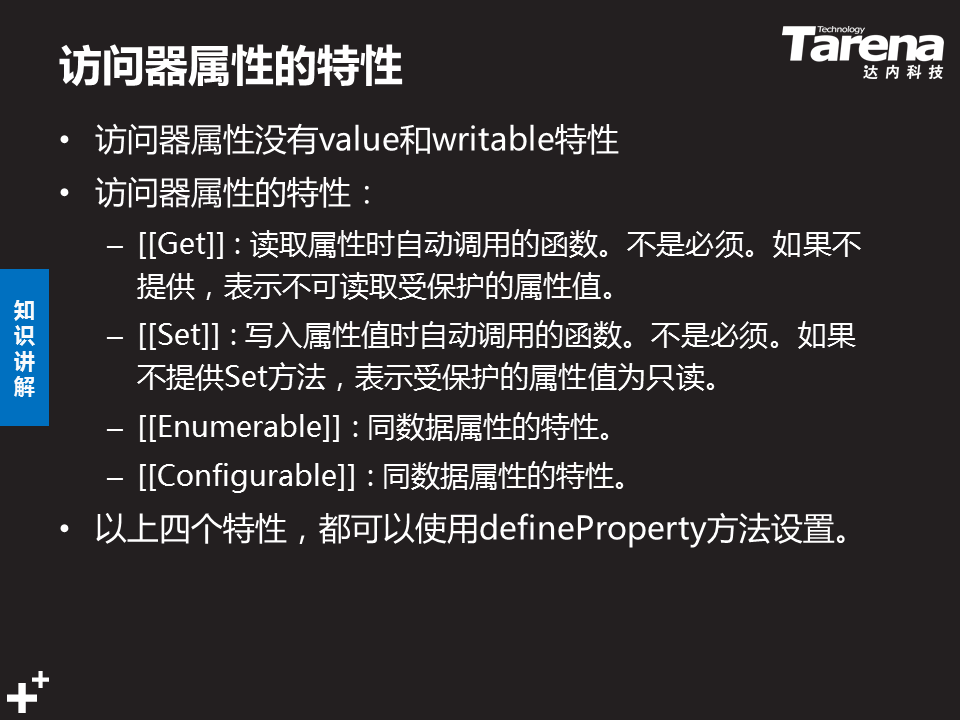 访问器属性的特性
Technology
Tarena
达内科技
• 访问器属性没有value和writable特性
• 访问器属性的特性：
– [[Get]]：读取属性时自动调用的函数。不是必须。如果不
提供，表示不可读取受保护的属性值。
– [[Set]]：写入属性值时自动调用的函数。不是必须。如果
不提供Set方法，表示受保护的属性值为只读。
– [[Enumerable]]：同数据属性的特性。
– [[Configurable]]：同数据属性的特性。
• 以上四个特性，都可以使用defineProperty方法设置。
知
识
讲
解